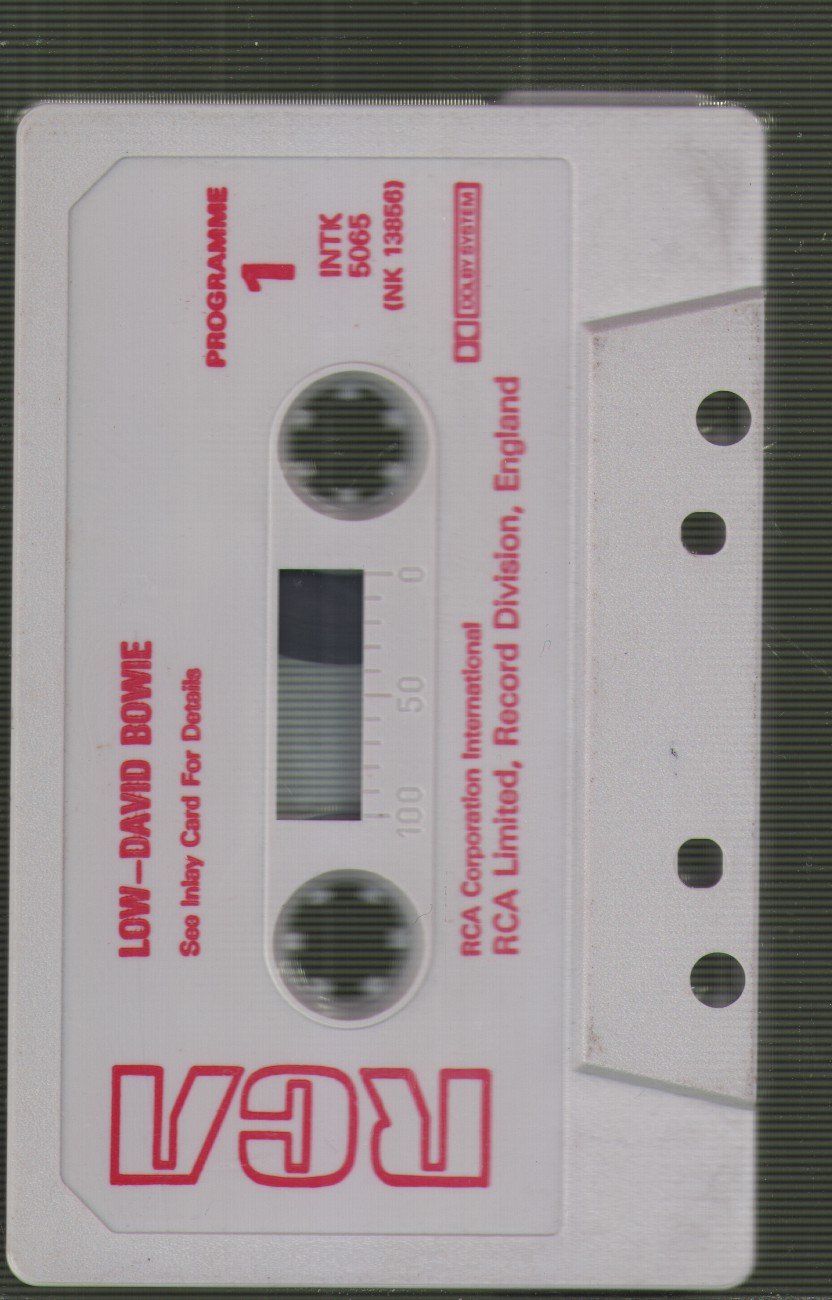 LOW–DAVID BOWIE
See Inlay Card For Details
PROGRAMME
1
INTK
5065
(NK 13856)
DOLBY SYSTEM
0
50
100
RCA Corporation International
RCA Limited, Record Division, England
RCA